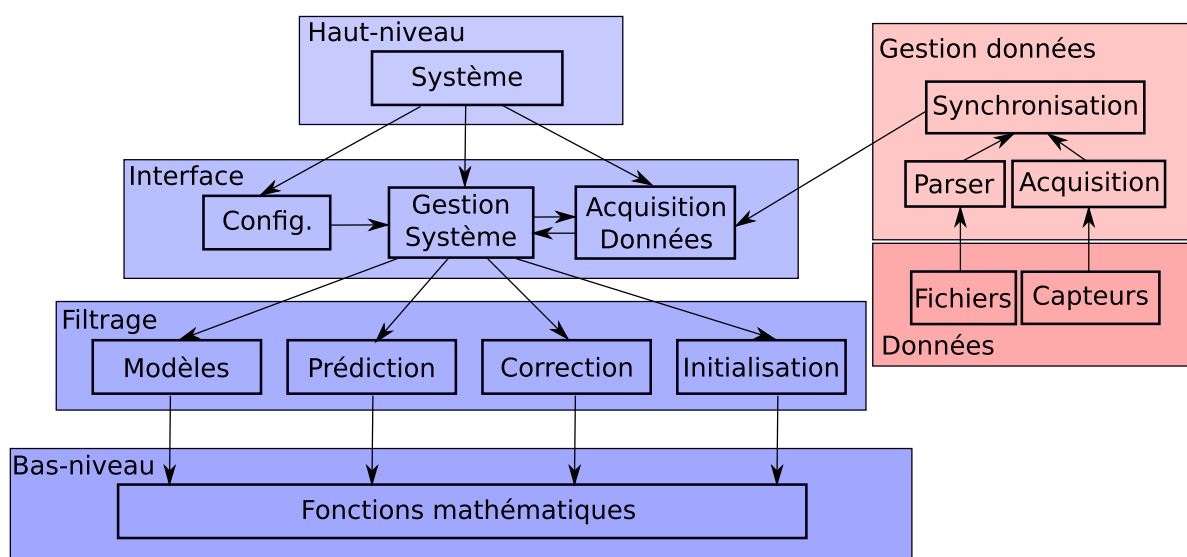 Haut-niveau
Système
Interface
Config.
Gestion
Système
Acquisition
Données
Filtrage
Modèles
Prédiction
Correction
Initialisation
Bas-niveau
Fonctions mathématiques
Gestion données
Synchronisation
Parser
Acquisition
Fichiers
Capteurs
Données